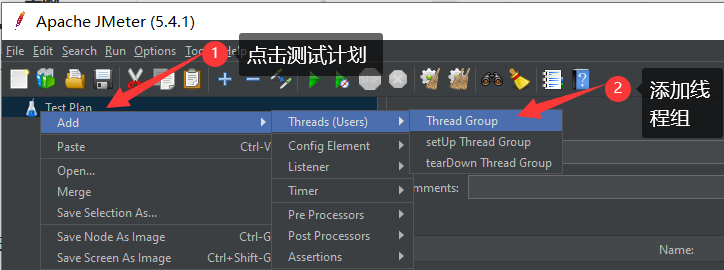 Apache JMeter (5.4.1)
File Edit Search Run Options Help
1 点击测试计划
2 添加线
程组
Test Plan
Add
Paste Ctrl-V
Open...
Merge
Save Selection As...
Save Node As Image Ctrl-G
Save Screen As Image Ctrl+Shift-G
Threads (Users)
Config Element
Listener
Timer
Pre Processors
Post Processors
Assertions
Thread Group
setUp Thread Group
tearDown Thread Group
mments:
Name:
STOP